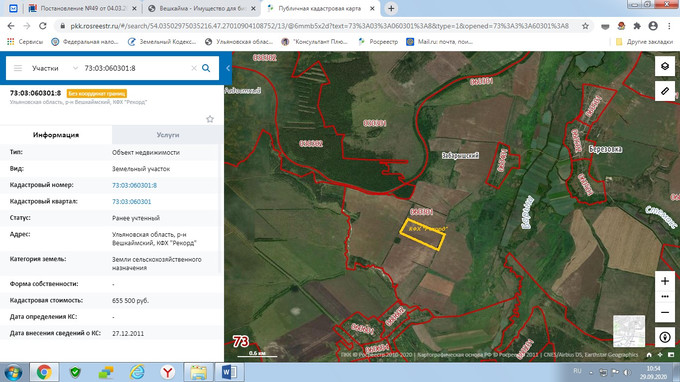 Постановление №49 от 04.03.
Вешкайма - Имущество для би
Публичная кадастровая карта
pkk.rosreestr.ru/#/search/54.03502975035216,47.27010904108752/13/@6mmb5x2d?text=73%3A03%3A060301%3A8&type=1&opened=73%3A3%3A60301%3A8
Сервисы
Федеральная нало...
Земельный Кодекс...
Ульяновская област...
"Консультант Плюс...
Росреестр
Mail.ru: почта, пои...
Другие закладки
Участки
73:03:060301:8
73:03:060301:8
Без координат границ
Ульяновская область, р-н Вешкаймский, КФХ "Рекорд"
Информация
Услуги
Тип:
Объект недвижимости
Вид:
Земельный участок
Кадастровый номер:
73:03:060301:8
Кадастровый квартал:
73:03:060301
Статус:
Ранее учтенный
Адрес:
Ульяновская область, р-н
Вешкаймский, КФХ "Рекорд"
Категория земель:
Земли сельскохозяйственного
назначения
Форма собственности:
-
Кадастровая стоимость:
655 500 руб.
Дата определения КС:
-
Дата внесения сведений о КС:
27.12.2011
Забарышский
Березовка
Барыш
060301
КФХ "Рекорд"
73
0.6 км
ПКК © Росреестр 2010-2020 | Картографическая основа РФ © Росреестр 2011 | CNES/Airbus DS, Earthstar Geographics
RU
10:54
29.09.2020